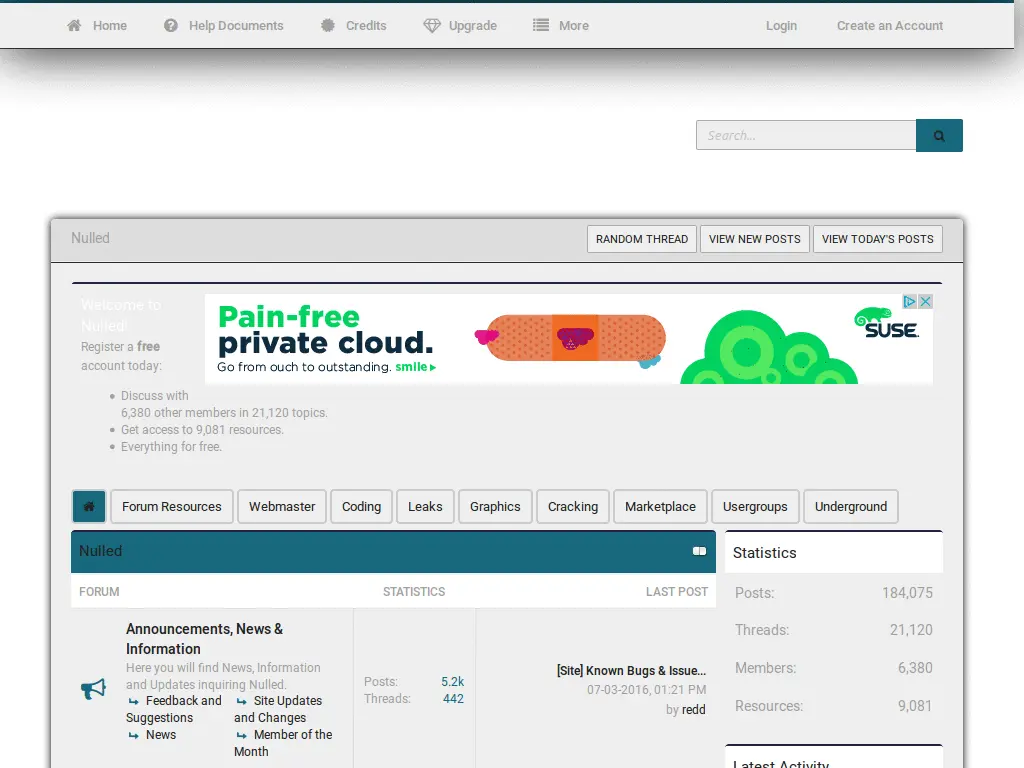 Home Help Documents Credits Upgrade More Login Create an Account
Search...
Nulled RANDOM THREAD VIEW NEW POSTS VIEW TODAY'S POSTS
Welcome to
Nulled!
Register a free
account today:
Pain-free
private cloud.
Go from ouch to outstanding. smile
SUSE
Discuss with
6,380 other members in 21,120 topics.
Get access to 9,081 resources.
Everything for free.
Forum Resources Webmaster Coding Leaks Graphics Cracking Marketplace Usergroups Underground
Nulled
FORUM STATISTICS LAST POST
Announcements, News &
Information
Here you will find News, Information
and Updates inquiring Nulled.
Feedback and Suggestions
Site Updates and Changes
News
Member of the Month
Posts: 5.2k
Threads: 442
[Site] Known Bugs & Issue...
07-03-2016, 01:21 PM
by redd
Statistics
Posts: 184,075
Threads: 21,120
Members: 6,380
Resources: 9,081
Latest Activity